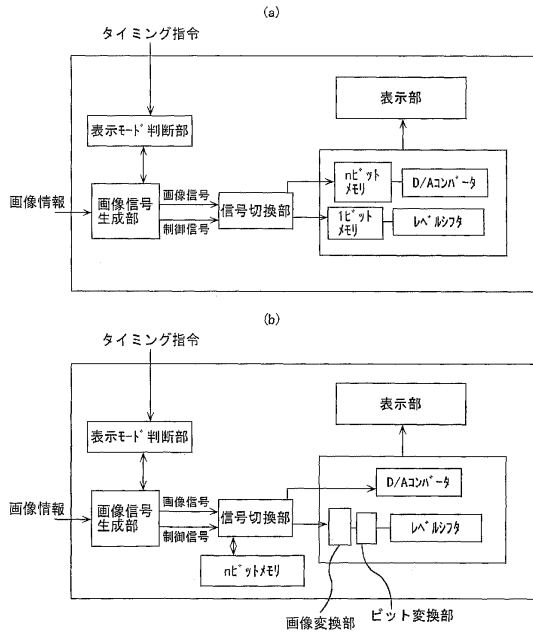 (a)
タイミング指令
表示部
表示モード判断部
nビット
メモリ
D/Aコンバータ
画像情報
画像信号
生成部
画像信号
制御信号
信号切換部
1ビット
メモリ
レベルシフタ
(b)
タイミング指令
表示部
表示モード判断部
D/Aコンバータ
画像情報
画像信号
生成部
画像信号
制御信号
信号切換部
レベルシフタ
nビットメモリ
画像変換部
ビット変換部